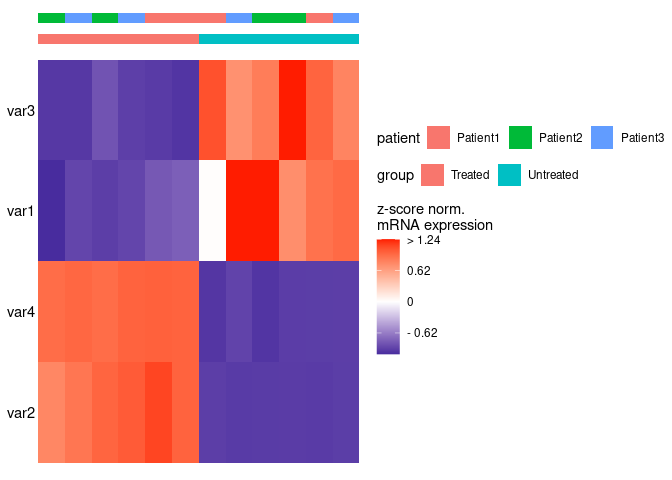 var3
var1
var4
var2
patient Patient1 Patient2 Patient3
group Treated Untreated
z-score norm.
mRNA expression
> 1.24
0.62
0
- 0.62